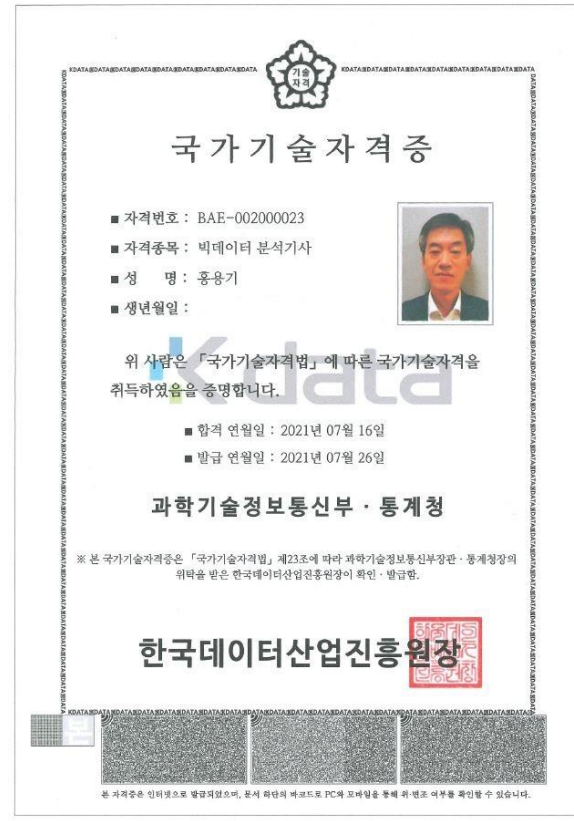 KDATA KDATA KDATA KDATA KDATA KDATA KDATA KDATA KDATA KDATA KDATA KDATA
기술
자격
국가기술자격증
■ 자격번호 : BAE-002000023
■ 자격종목 : 빅데이터 분석기사
■ 성 명 : 홍용기
■ 생년월일 :
Kdata
위 사람은 「국가기술자격법」에 따른 국가기술자격을
취득하였음을 증명합니다.
■ 합격 연월일 : 2021년 07월 16일
■ 발급 연월일 : 2021년 07월 26일
과학기술정보통신부 · 통계청
※ 본 국가기술자격증은 「국가기술자격법」 제23조에 따라 과학기술정보통신부장관 · 통계청장의
위탁을 받은 한국데이터산업진흥원장이 확인 · 발급함.
한국데이터산업진흥원장
본
본 자격증은 인터넷으로 발급되었으며, 문서 하단의 바코드로 PC와 모바일을 통해 위·변조 여부를 확인할 수 있습니다.